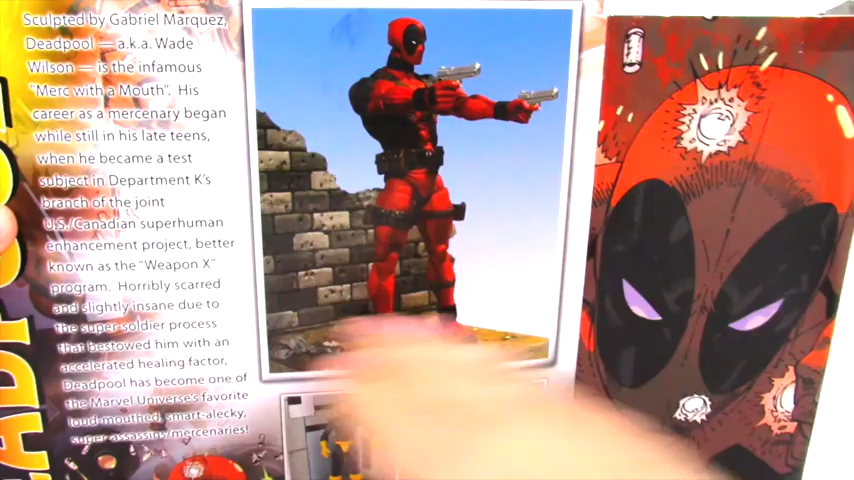 Sculpted by Gabriel Marquez,
Deadpool — a.k.a. Wade
Wilson — is the infamous
"Merc with a Mouth". His
career as a mercenary began
while still in his late teens,
when he became a test
subject in Department K's
branch of the joint
U.S./Canadian superhuman
enhancement project, better
known as the "Weapon X"
program. Horribly scarred
and slightly insane due to
the super-soldier process
that bestowed him with an
accelerated healing factor,
Deadpool has become one of
the Marvel Universe's favorite
loud-mouthed, smart-alecky,
super-assassins/mercenaries!